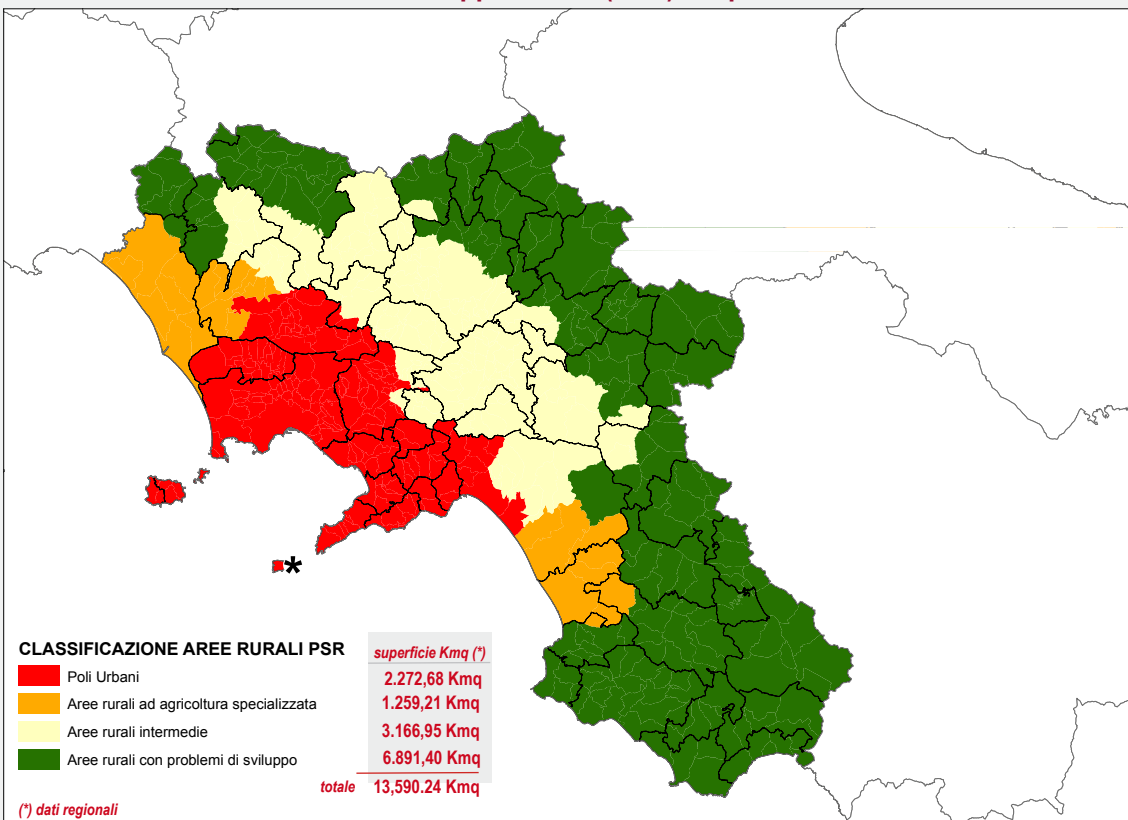 *
CLASSIFICAZIONE AREE RURALI PSR
superficie Kmq (*)
Poli Urbani
2.272,68 Kmq
Aree rurali ad agricoltura specializzata
1.259,21 Kmq
Aree rurali intermedie
3.166,95 Kmq
Aree rurali con problemi di sviluppo
6.891,40 Kmq
totale 13,590.24 Kmq
(*) dati regionali